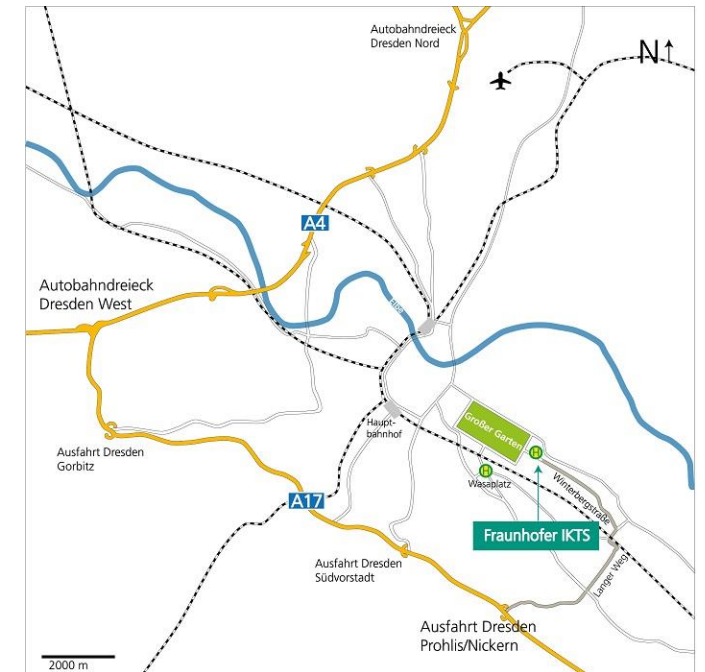 Autobahndreieck
Dresden Nord
N
A4
Autobahndreieck
Dresden West
Elbe
Großer Garten
Haupt-
bahnhof
Ausfahrt Dresden
Gorbitz
H
H
Wasaplatz
Winterbergstraße
A17
Fraunhofer IKTS
Ausfahrt Dresden
Südvorstadt
Langer Weg
Ausfahrt Dresden
Prohlis/Nickern
2000 m